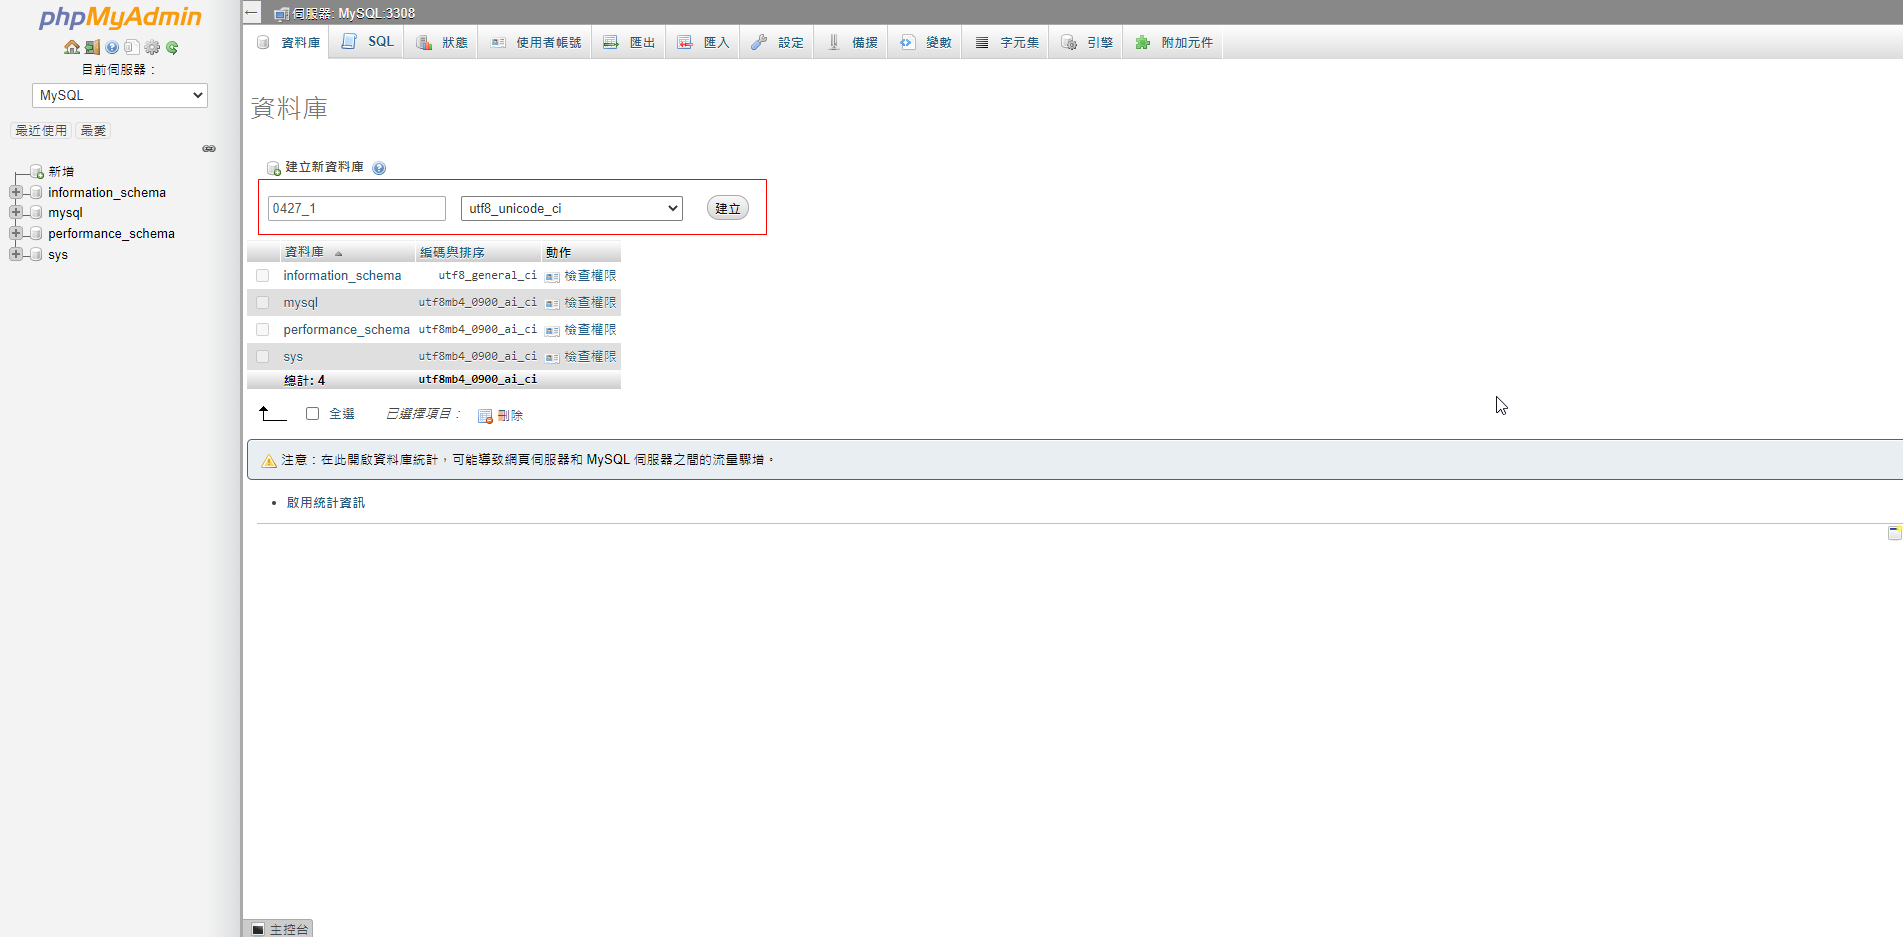 phpMyAdmin
目前伺服器：
MySQL
最近使用 最愛
新增
information_schema
mysql
performance_schema
sys
伺服器: MySQL:3308
資料庫 SQL 狀態 使用者帳號 匯出 匯入 設定 備援 變數 字元集 引擎 附加元件
資料庫
建立新資料庫
0427_1 utf8_unicode_ci 建立
資料庫 編碼與排序 動作
information_schema utf8_general_ci 檢查權限
mysql utf8mb4_0900_ai_ci 檢查權限
performance_schema utf8mb4_0900_ai_ci 檢查權限
sys utf8mb4_0900_ai_ci 檢查權限
總計: 4 utf8mb4_0900_ai_ci
全選 已選擇項目： 刪除
注意：在此開啟資料庫統計，可能導致網頁伺服器和 MySQL 伺服器之間的流量驟增。
啟用統計資訊
主控台